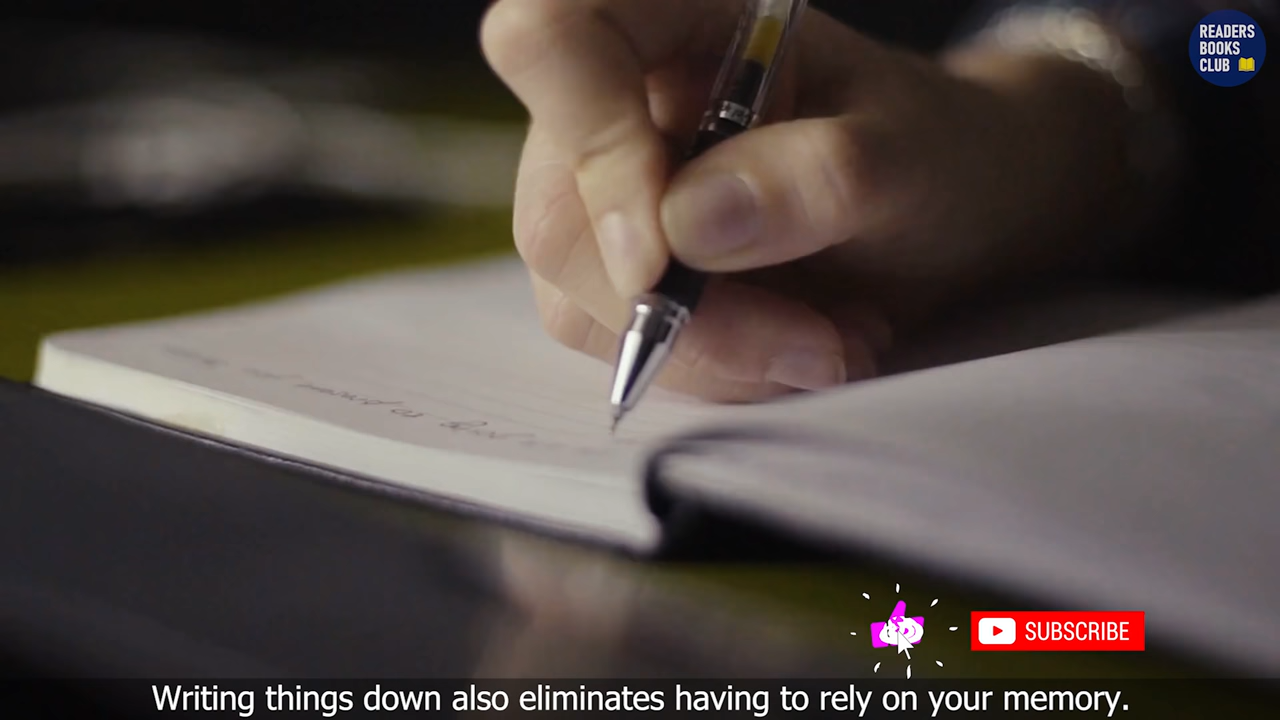 READERS
BOOKS
CLUB
SUBSCRIBE
Writing things down also eliminates having to rely on your memory.